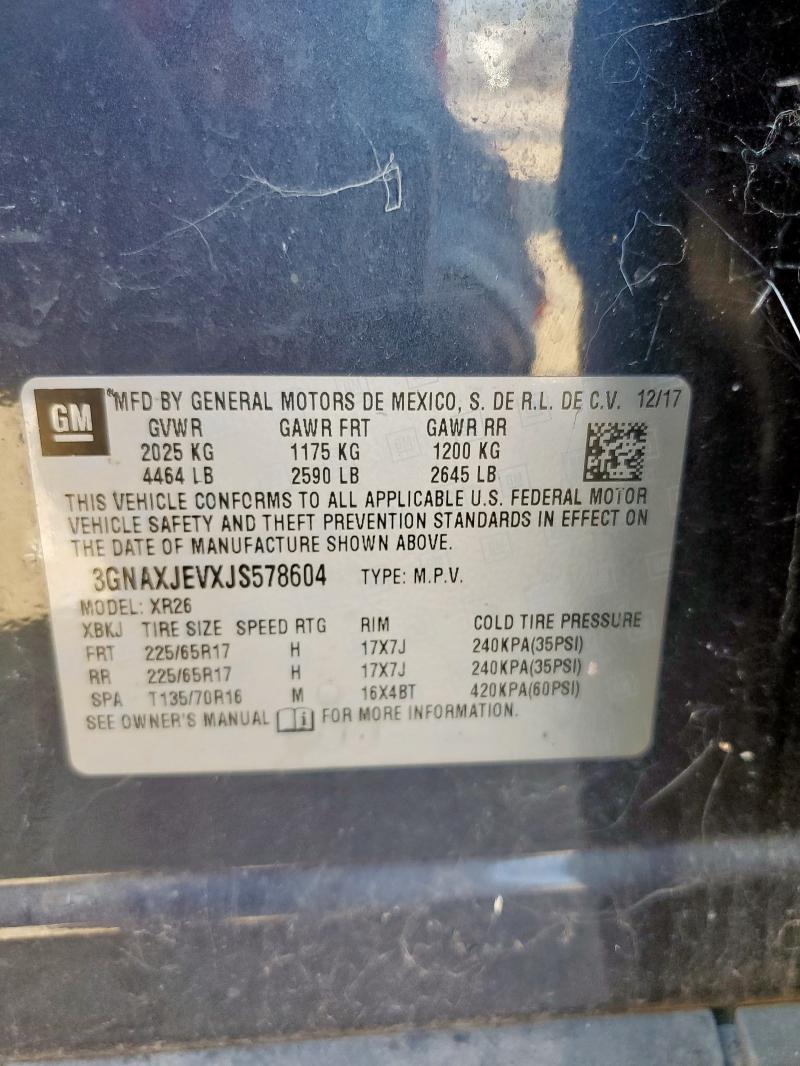 GM MFD BY GENERAL MOTORS DE MEXICO, S. DE R.L. DE C.V. 12/17
GVWR GAWR FRT GAWR RR
2025 KG 1175 KG 1200 KG
4464 LB 2590 LB 2645 LB
THIS VEHICLE CONFORMS TO ALL APPLICABLE U.S. FEDERAL MOTOR
VEHICLE SAFETY AND THEFT PREVENTION STANDARDS IN EFFECT ON
THE DATE OF MANUFACTURE SHOWN ABOVE.
3GNAXJEVXJS578604 TYPE: M.P.V.
MODEL: XR26
XBKJ TIRE SIZE SPEED RTG RIM COLD TIRE PRESSURE
FRT 225/65R17 H 17X7J 240KPA(35PSI)
RR 225/65R17 H 17X7J 240KPA(35PSI)
SPA T135/70R16 M 16X4BT 420KPA(60PSI)
SEE OWNER'S MANUAL FOR MORE INFORMATION.